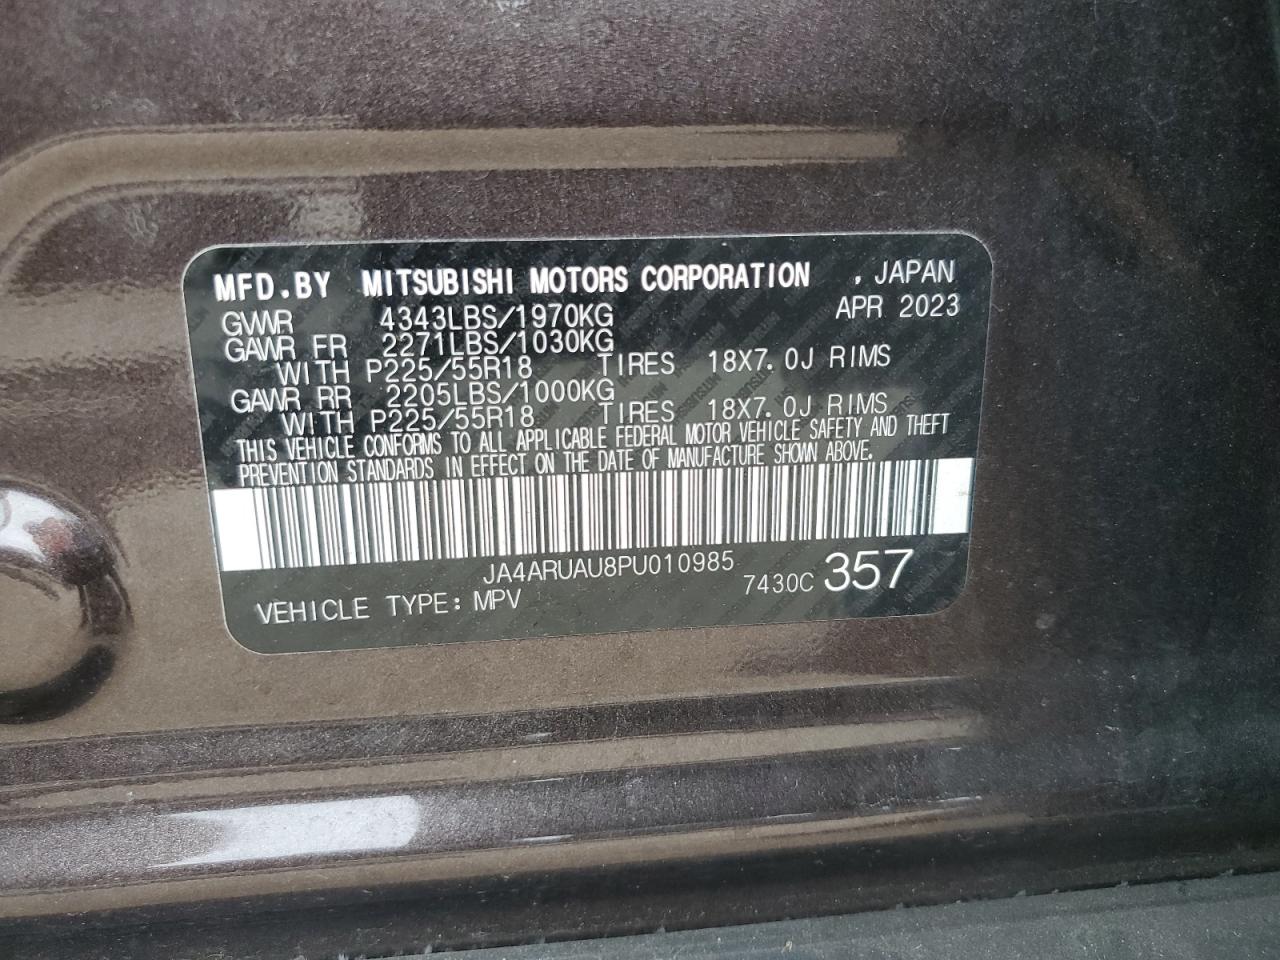 MFD.BY MITSUBISHI MOTORS CORPORATION , JAPAN
GVWR 4343LBS/1970KG APR 2023
GAWR FR 2271LBS/1030KG
WITH P225/55R18 TIRES 18X7.0J RIMS
GAWR RR 2205LBS/1000KG
WITH P225/55R18 TIRES 18X7.0J RIMS
THIS VEHICLE CONFORMS TO ALL APPLICABLE FEDERAL MOTOR VEHICLE SAFETY AND THEFT
PREVENTION STANDARDS IN EFFECT ON THE DATE OF MANUFACTURE SHOWN ABOVE.
JA4ARUAU8PU010985
7430C 357
VEHICLE TYPE: MPV